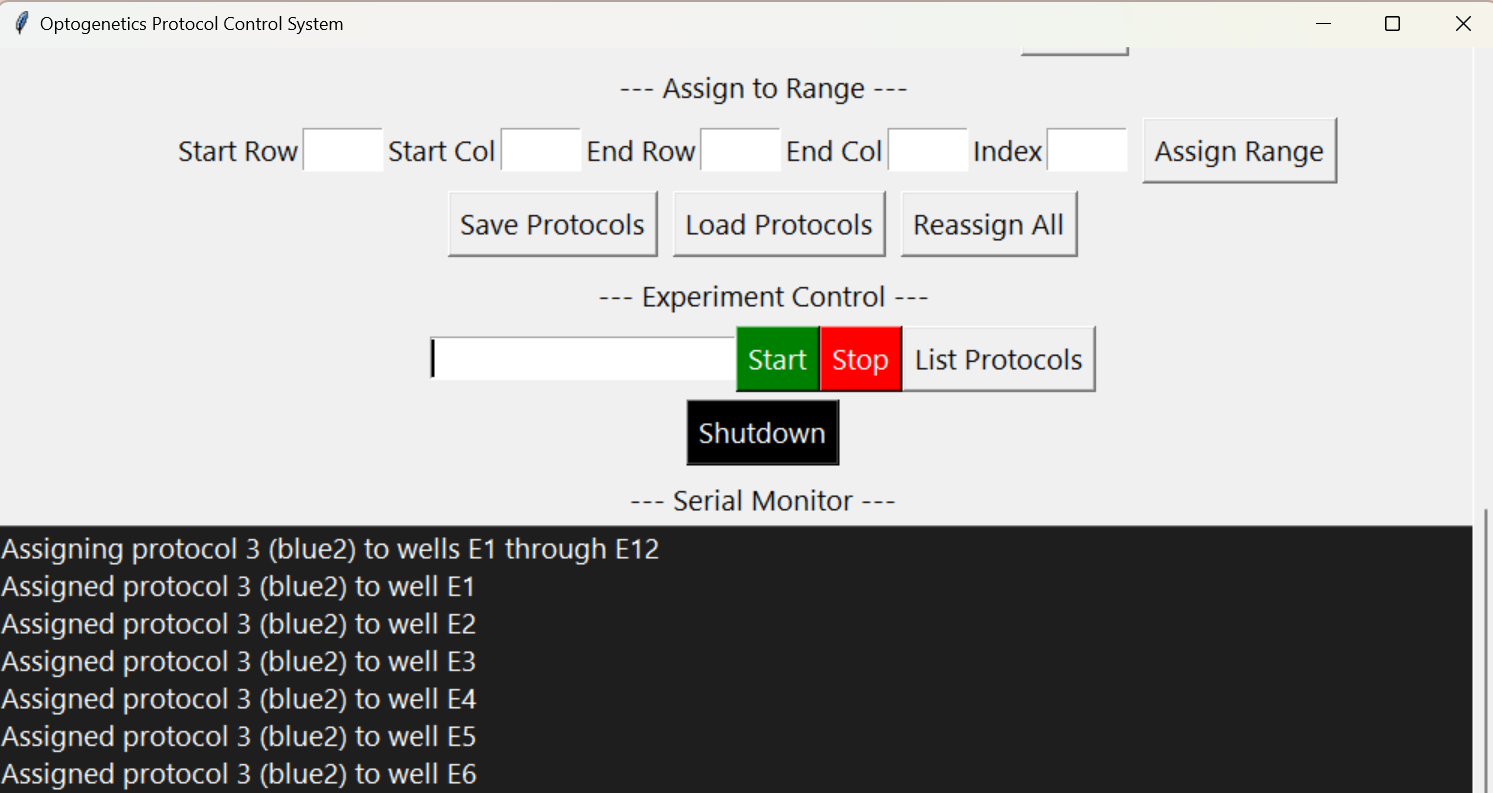 Optogenetics Protocol Control System
--- Assign to Range ---
Start Row Start Col End Row End Col Index Assign Range
Save Protocols Load Protocols Reassign All
--- Experiment Control ---
Start Stop List Protocols
Shutdown
--- Serial Monitor ---
Assigning protocol 3 (blue2) to wells E1 through E12
Assigned protocol 3 (blue2) to well E1
Assigned protocol 3 (blue2) to well E2
Assigned protocol 3 (blue2) to well E3
Assigned protocol 3 (blue2) to well E4
Assigned protocol 3 (blue2) to well E5
Assigned protocol 3 (blue2) to well E6